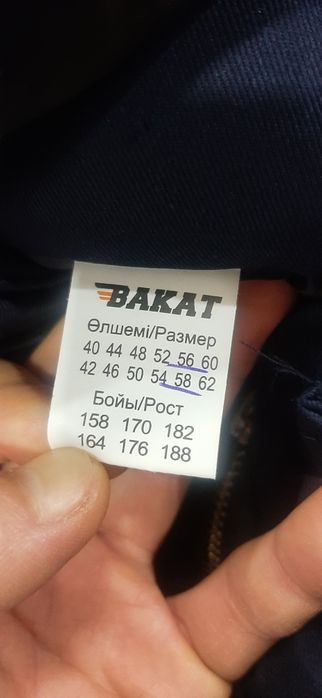 BAKAT
Өлшемі/Размер
40 44 48 52 56 60
42 46 50 54 58 62
Бойы/Рост
158 170 182
164 176 188